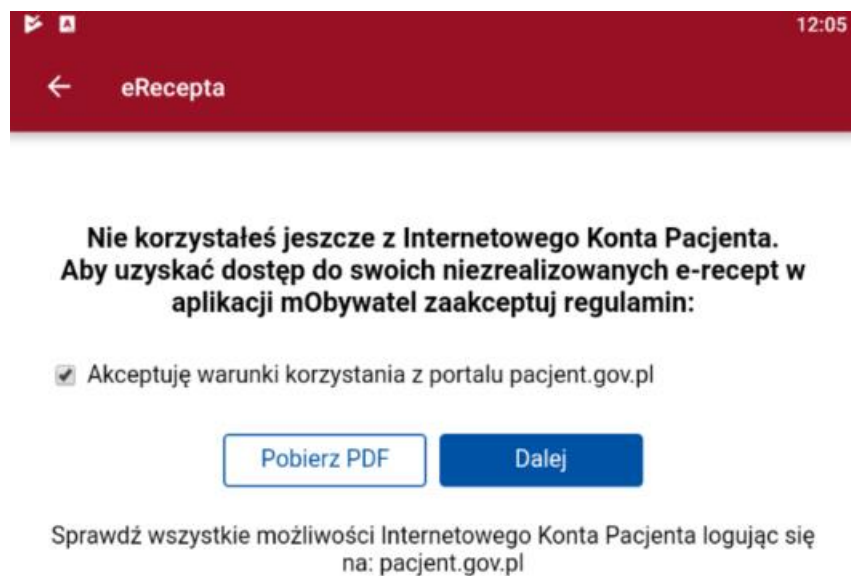 12:05
eRecepta
Nie korzystałeś jeszcze z Internetowego Konta Pacjenta.
Aby uzyskać dostęp do swoich niezrealizowanych e-recept w
aplikacji mObywatel zaakceptuj regulamin:
Akceptuję warunki korzystania z portalu pacjent.gov.pl
Pobierz PDF
Dalej
Sprawdź wszystkie możliwości Internetowego Konta Pacjenta logując się
na: pacjent.gov.pl